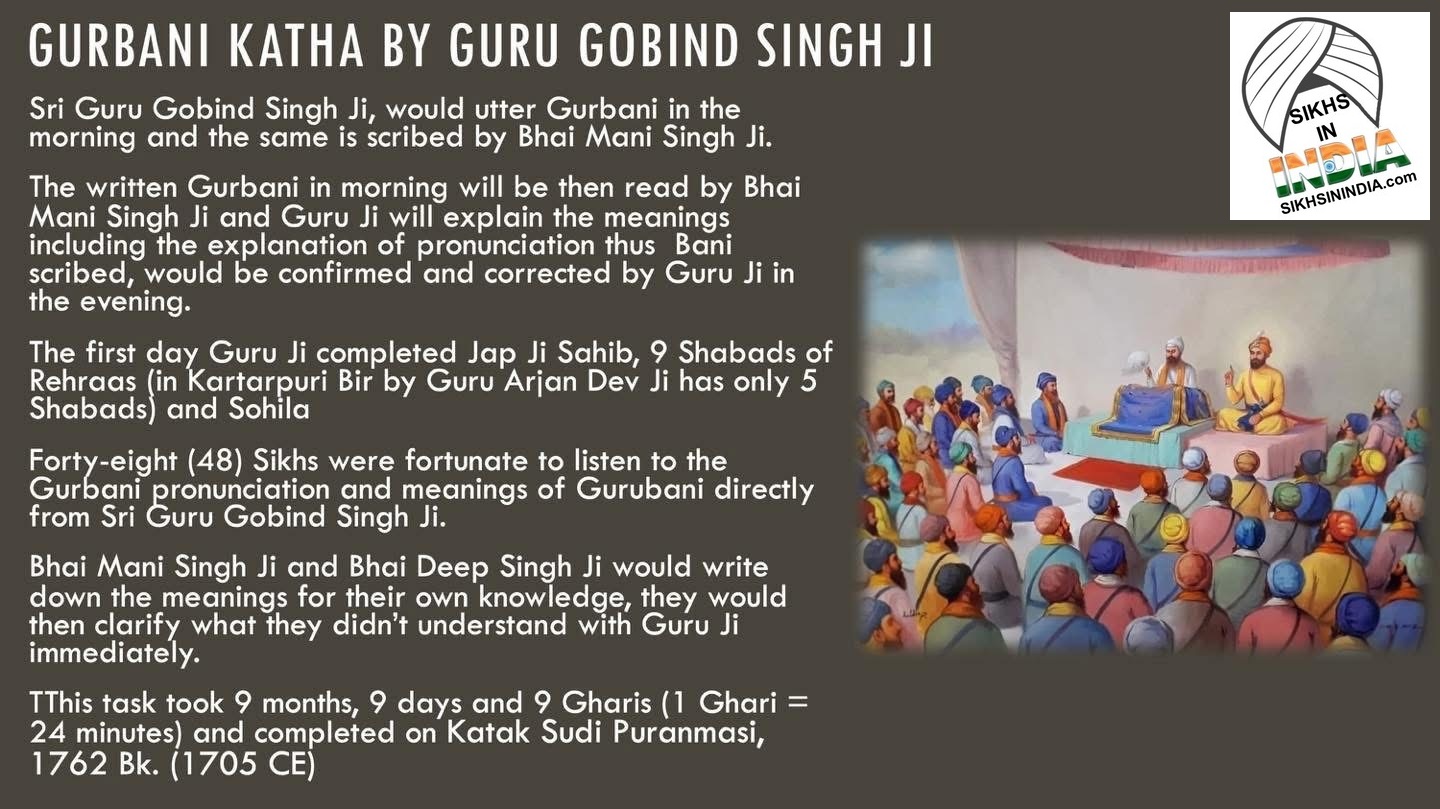 GURBANI KATHA BY GURU GOBIND SINGH JI
Sri Guru Gobind Singh Ji, would utter Gurbani in the
morning and the same is scribed by Bhai Mani Singh Ji.
The written Gurbani in morning will be then read by Bhai
Mani Singh Ji and Guru Ji will explain the meanings
including the explanation of pronunciation thus  Bani
scribed, would be confirmed and corrected by Guru Ji in
the evening.
The first day Guru Ji completed Jap Ji Sahib, 9 Shabads of
Rehraas (in Kartarpuri Bir by Guru Arjan Dev Ji has only 5
Shabads) and Sohila
Forty-eight (48) Sikhs were fortunate to listen to the
Gurbani pronunciation and meanings of Gurubani directly
from Sri Guru Gobind Singh Ji.
Bhai Mani Singh Ji and Bhai Deep Singh Ji would write
down the meanings for their own knowledge, they would
then clarify what they didn't understand with Guru Ji
immediately.
TThis task took 9 months, 9 days and 9 Gharis (1 Ghari =
24 minutes) and completed on Katak Sudi Puranmasi,
1762 Bk. (1705 CE)
SIKHS
IN
INDIA
SIKHSININDIA.com